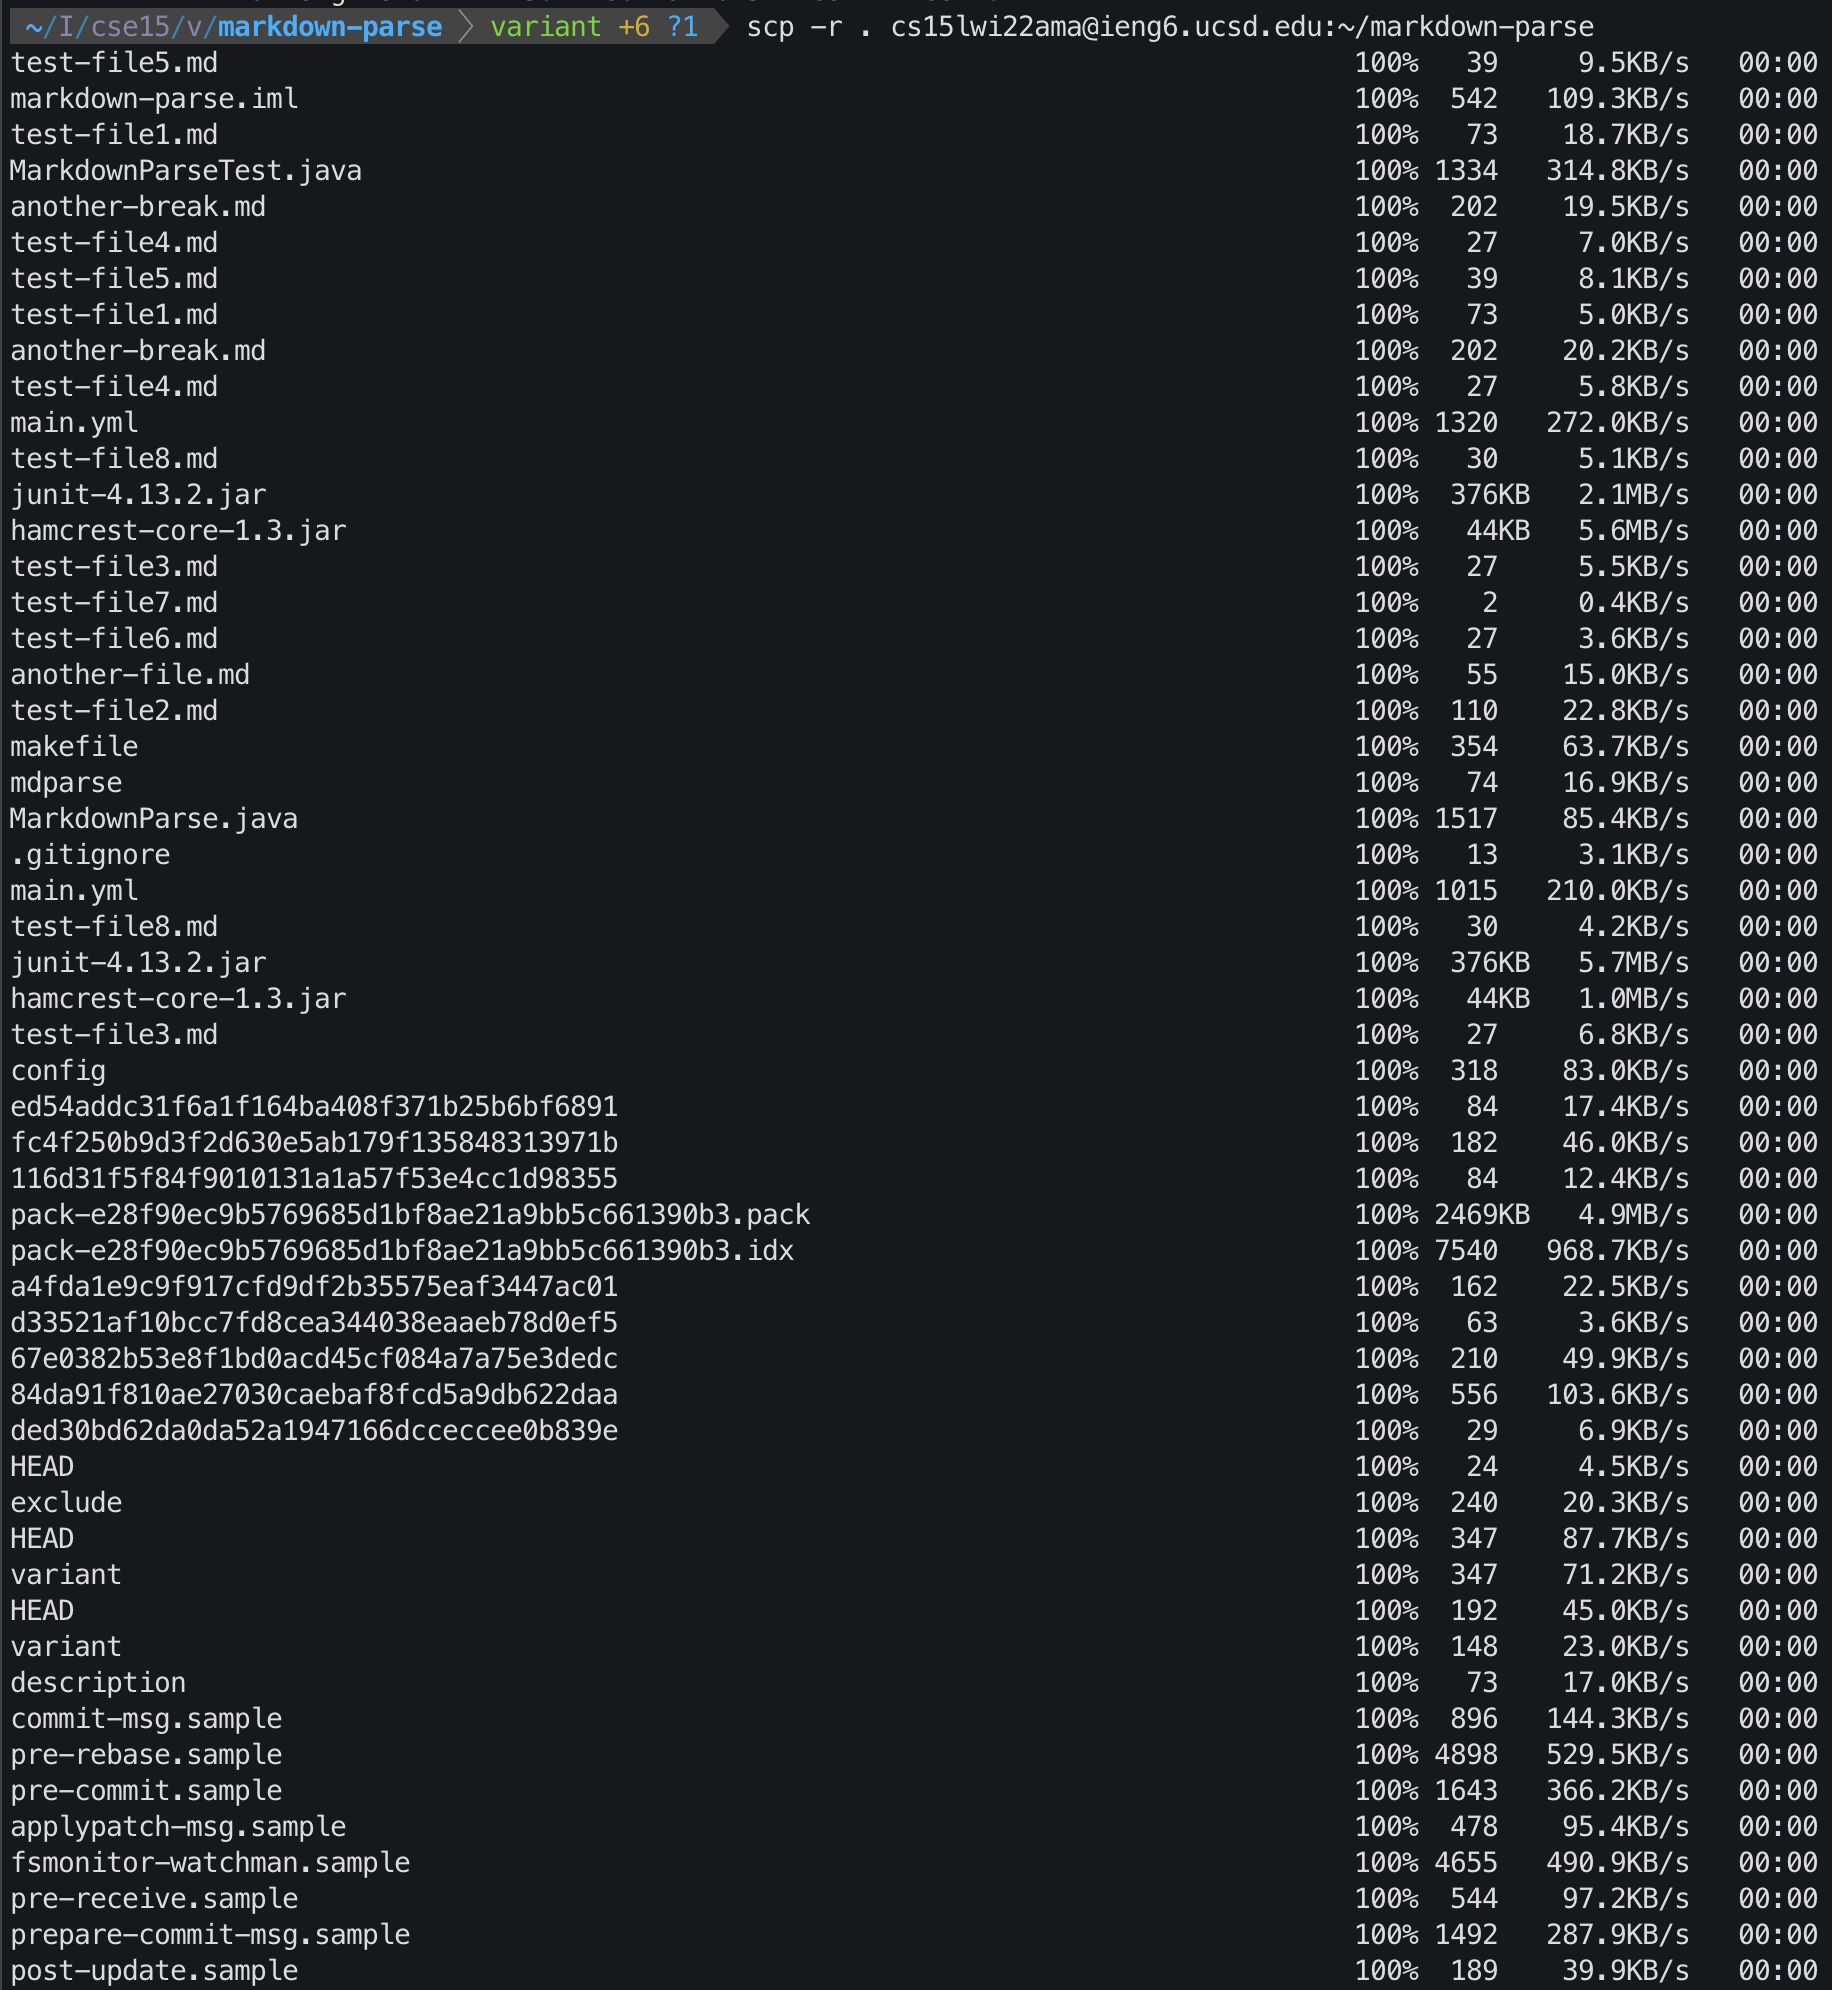 ~/I/cse15/v/markdown-parse variant +6 ?1 scp -r . cs15lwi22ama@ieng6.ucsd.edu:~/markdown-parse
test-file5.md 100% 39 9.5KB/s 00:00
markdown-parse.iml 100% 542 109.3KB/s 00:00
test-file1.md 100% 73 18.7KB/s 00:00
MarkdownParseTest.java 100% 1334 314.8KB/s 00:00
another-break.md 100% 202 19.5KB/s 00:00
test-file4.md 100% 27 7.0KB/s 00:00
test-file5.md 100% 39 8.1KB/s 00:00
test-file1.md 100% 73 5.0KB/s 00:00
another-break.md 100% 202 20.2KB/s 00:00
test-file4.md 100% 27 5.8KB/s 00:00
main.yml 100% 1320 272.0KB/s 00:00
test-file8.md 100% 30 5.1KB/s 00:00
junit-4.13.2.jar 100% 376KB 2.1MB/s 00:00
hamcrest-core-1.3.jar 100% 44KB 5.6MB/s 00:00
test-file3.md 100% 27 5.5KB/s 00:00
test-file7.md 100% 2 0.4KB/s 00:00
test-file6.md 100% 27 3.6KB/s 00:00
another-file.md 100% 55 15.0KB/s 00:00
test-file2.md 100% 110 22.8KB/s 00:00
makefile 100% 354 63.7KB/s 00:00
mdparse 100% 74 16.9KB/s 00:00
MarkdownParse.java 100% 1517 85.4KB/s 00:00
.gitignore 100% 13 3.1KB/s 00:00
main.yml 100% 1015 210.0KB/s 00:00
test-file8.md 100% 30 4.2KB/s 00:00
junit-4.13.2.jar 100% 376KB 5.7MB/s 00:00
hamcrest-core-1.3.jar 100% 44KB 1.0MB/s 00:00
test-file3.md 100% 27 6.8KB/s 00:00
config 100% 318 83.0KB/s 00:00
ed54addc31f6a1f164ba408f371b25b6bf6891 100% 84 17.4KB/s 00:00
fc4f250b9d3f2d630e5ab179f135848313971b 100% 182 46.0KB/s 00:00
116d31f5f84f9010131a1a57f53e4cc1d98355 100% 84 12.4KB/s 00:00
pack-e28f90ec9b5769685d1bf8ae21a9bb5c661390b3.pack 100% 2469KB 4.9MB/s 00:00
pack-e28f90ec9b5769685d1bf8ae21a9bb5c661390b3.idx 100% 7540 968.7KB/s 00:00
a4fda1e9c9f917cfd9df2b35575eaf3447ac01 100% 162 22.5KB/s 00:00
d33521af10bcc7fd8cea344038eaaeb78d0ef5 100% 63 3.6KB/s 00:00
67e0382b53e8f1bd0acd45cf084a7a75e3dedc 100% 210 49.9KB/s 00:00
84da91f810ae27030caebaf8fcd5a9db622daa 100% 556 103.6KB/s 00:00
ded30bd62da0da52a1947166dcceccee0b839e 100% 29 6.9KB/s 00:00
HEAD 100% 24 4.5KB/s 00:00
exclude 100% 240 20.3KB/s 00:00
HEAD 100% 347 87.7KB/s 00:00
variant 100% 347 71.2KB/s 00:00
HEAD 100% 192 45.0KB/s 00:00
variant 100% 148 23.0KB/s 00:00
description 100% 73 17.0KB/s 00:00
commit-msg.sample 100% 896 144.3KB/s 00:00
pre-rebase.sample 100% 4898 529.5KB/s 00:00
pre-commit.sample 100% 1643 366.2KB/s 00:00
applypatch-msg.sample 100% 478 95.4KB/s 00:00
fsmonitor-watchman.sample 100% 4655 490.9KB/s 00:00
pre-receive.sample 100% 544 97.2KB/s 00:00
prepare-commit-msg.sample 100% 1492 287.9KB/s 00:00
post-update.sample 100% 189 39.9KB/s 00:00